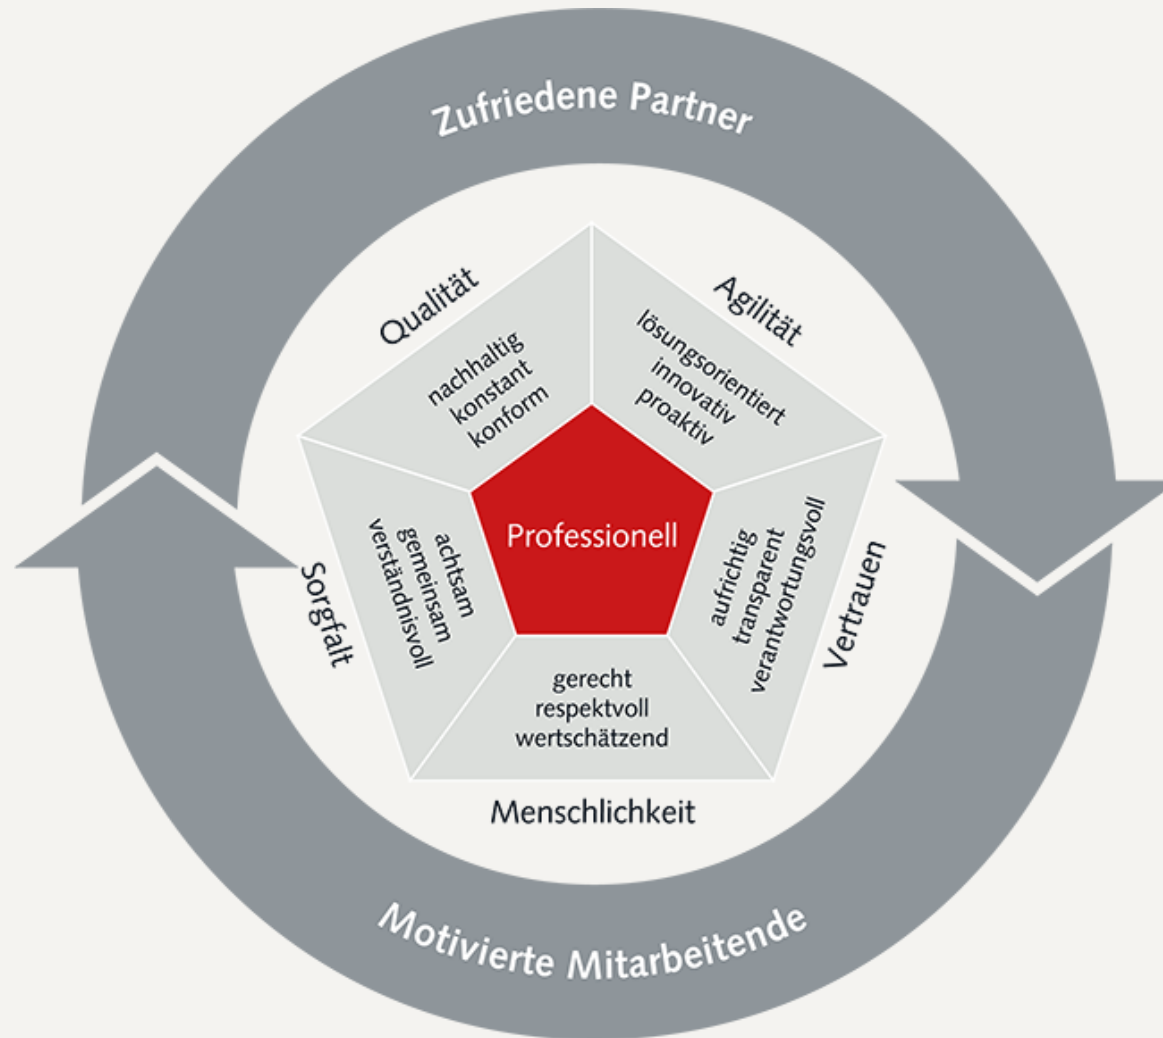 Zufriedene Partner
Qualität
nachhaltig
konstant
konform
Agilität
lösungsorientiert
innovativ
proaktiv
Professionell
Sorgfalt
achtsam
gemeinsam
verständnisvoll
Vertrauen
aufrichtig
transparent
verantwortungsvoll
gerecht
respektvoll
wertschätzend
Menschlichkeit
Motivierte Mitarbeitende